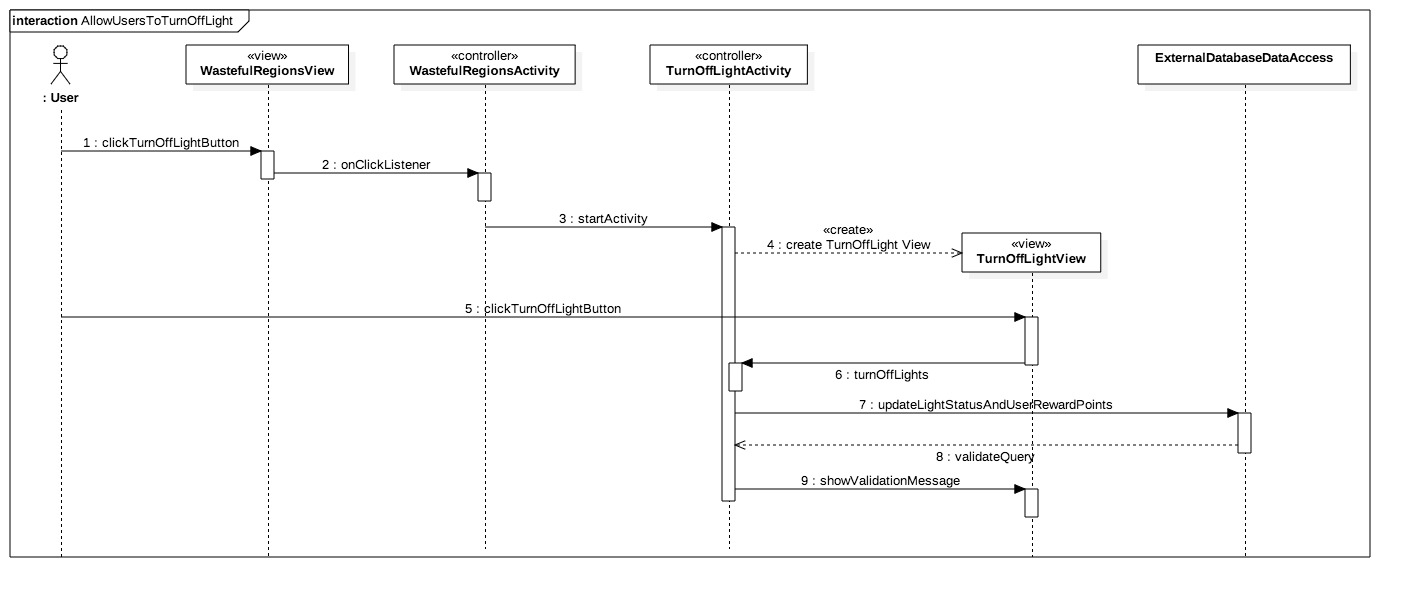 interaction AllowUsersToTurnOffLight
: User
«view»
WastefulRegionsView
«controller»
WastefulRegionsActivity
«controller»
TurnOffLightActivity
ExternalDatabaseDataAccess
1 : clickTurnOffLightButton
2 : onClickListener
3 : startActivity
«create»
4 : create TurnOffLight View
«view»
TurnOffLightView
5 : clickTurnOffLightButton
6 : turnOffLights
7 : updateLightStatusAndUserRewardPoints
8 : validateQuery
9 : showValidationMessage